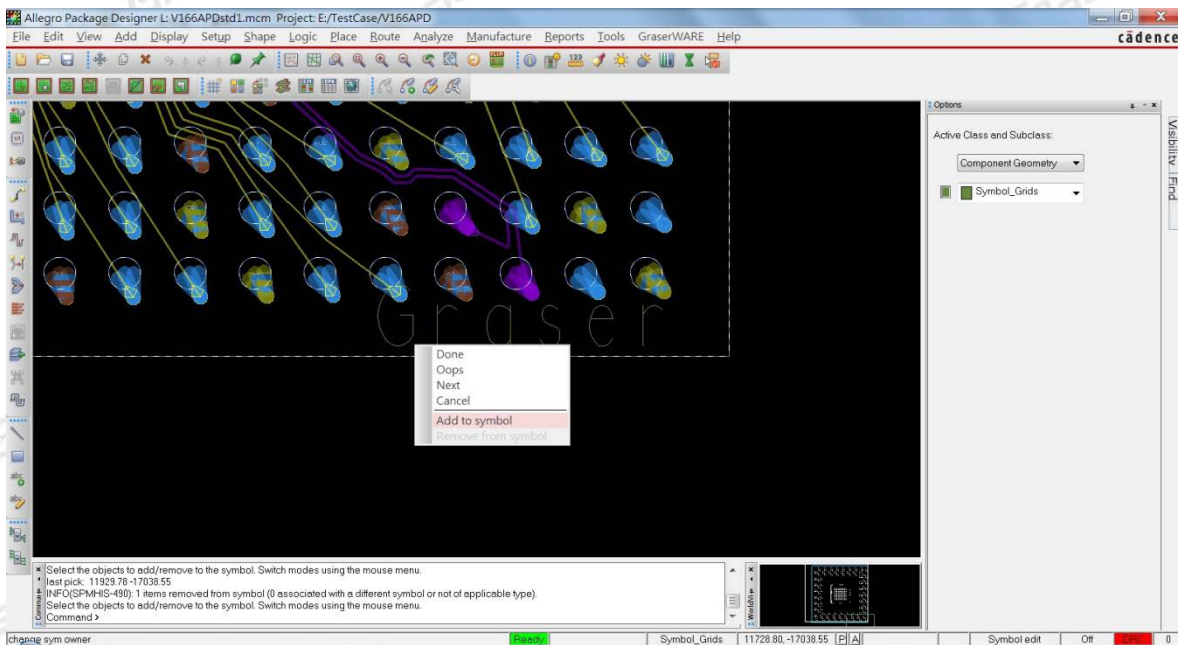 Allegro Package Designer L: V166APDstd1.mcm Project: E:/TestCase/V166APD
File Edit View Add Display Setup Shape Logic Place Route Analyze Manufacture Reports Tools GraserWARE Help
cādence
Options
Active Class and Subclass:
Component Geometry
Symbol_Grids
Visibility
Find
Graser
Done
Oops
Next
Cancel
Add to symbol
Remove from symbol
Select the objects to add/remove to the symbol. Switch modes using the mouse menu.
last pick: 11929.78 -17038.55
INFO(SPMHIS-490): 1 items removed from symbol (0 associated with a different symbol or not of applicable type).
Select the objects to add/remove to the symbol. Switch modes using the mouse menu.
Command >
WorldView
change sym owner
Ready
Symbol_Grids
11728.80, -17038.55
P A
Symbol edit
Off
DRC
0